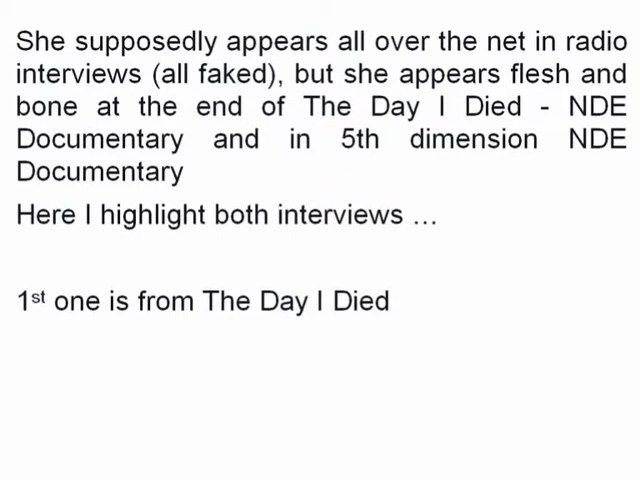 She supposedly appears all over the net in radio
interviews (all faked), but she appears flesh and
bone at the end of The Day I Died - NDE
Documentary and in 5th dimension NDE
Documentary
Here I highlight both interviews …
1st one is from The Day I Died